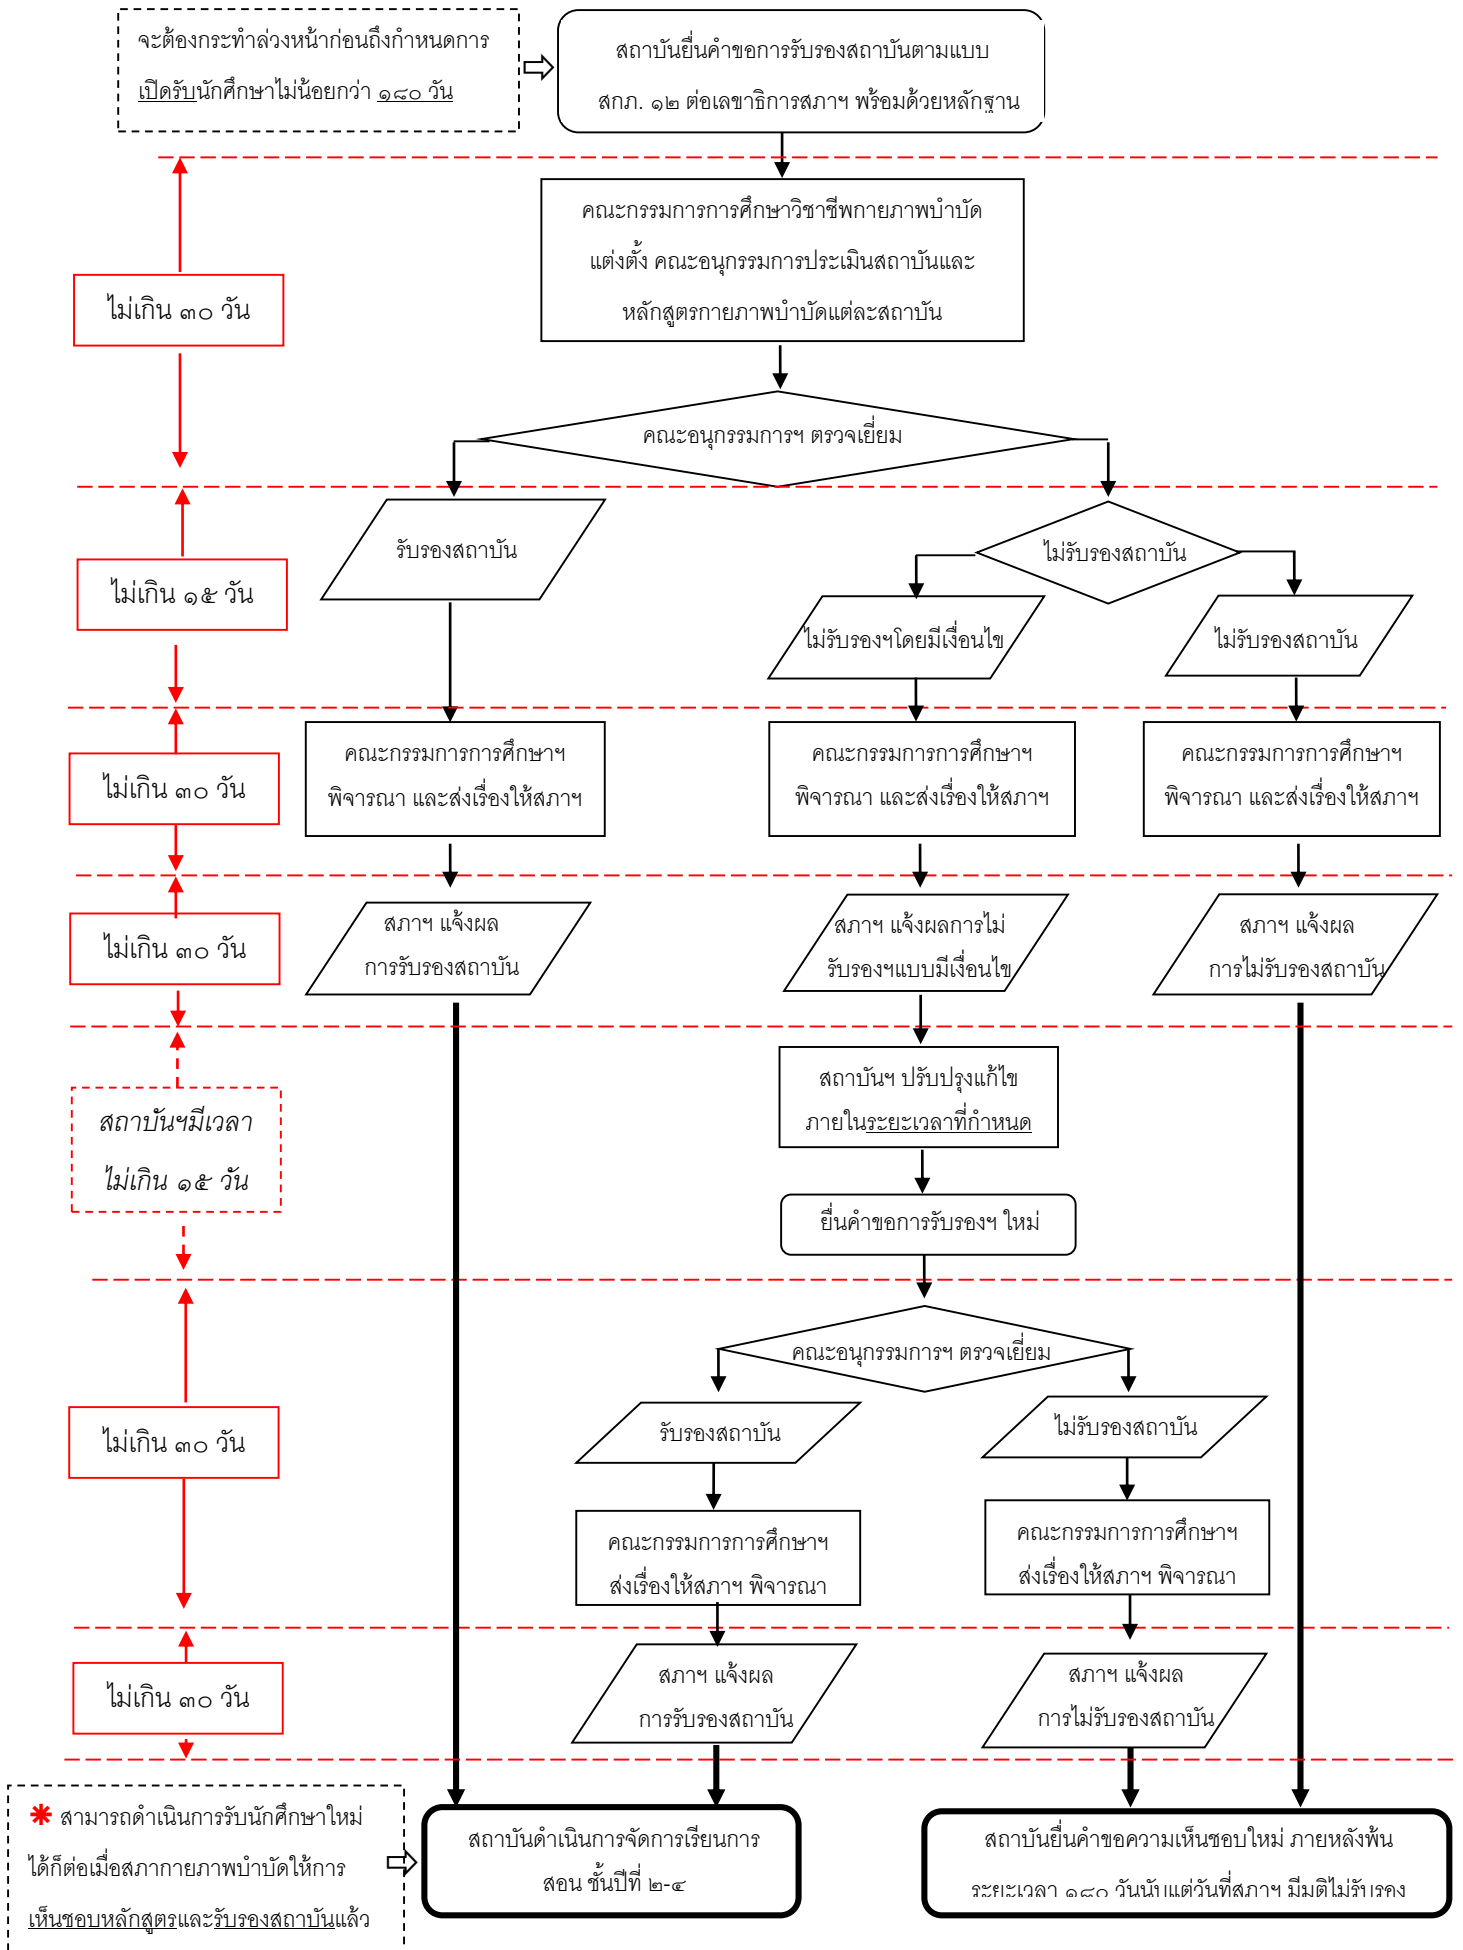 จะต้องกระทำล่วงหน้าก่อนถึงกำหนดการ
เปิดรับนักศึกษาไม่น้อยกว่า ๑๘๐ วัน
สถาบันยื่นคำขอการรับรองสถาบันตามแบบ
สกภ. ๑๒ ต่อเลขาธิการสภาฯ พร้อมด้วยหลักฐาน
คณะกรรมการการศึกษาวิชาชีพกายภาพบำบัด
แต่งตั้ง คณะอนุกรรมการประเมินสถาบันและ
หลักสูตรกายภาพบำบัดแต่ละสถาบัน
ไม่เกิน ๓๐ วัน
คณะอนุกรรมการฯ ตรวจเยี่ยม
รับรองสถาบัน
ไม่รับรองสถาบัน
ไม่เกิน ๑๕ วัน
ไม่รับรองฯโดยมีเงื่อนไข
ไม่รับรองสถาบัน
ไม่เกิน ๓๐ วัน
คณะกรรมการการศึกษาฯ
พิจารณา และส่งเรื่องให้สภาฯ
คณะกรรมการการศึกษาฯ
พิจารณา และส่งเรื่องให้สภาฯ
คณะกรรมการการศึกษาฯ
พิจารณา และส่งเรื่องให้สภาฯ
ไม่เกิน ๓๐ วัน
สภาฯ แจ้งผล
การรับรองสถาบัน
สภาฯ แจ้งผลการไม่
รับรองฯแบบมีเงื่อนไข
สภาฯ แจ้งผล
การไม่รับรองสถาบัน
สถาบันฯมีเวลา
ไม่เกิน ๑๕ วัน
สถาบันฯ ปรับปรุงแก้ไข
ภายในระยะเวลาที่กำหนด
ยื่นคำขอการรับรองฯ ใหม่
คณะอนุกรรมการฯ ตรวจเยี่ยม
ไม่เกิน ๓๐ วัน
รับรองสถาบัน
ไม่รับรองสถาบัน
คณะกรรมการการศึกษาฯ
ส่งเรื่องให้สภาฯ พิจารณา
คณะกรรมการการศึกษาฯ
ส่งเรื่องให้สภาฯ พิจารณา
ไม่เกิน ๓๐ วัน
สภาฯ แจ้งผล
การรับรองสถาบัน
สภาฯ แจ้งผล
การไม่รับรองสถาบัน
สามารถดำเนินการรับนักศึกษาใหม่
ได้ก็ต่อเมื่อสภากายภาพบำบัดให้การ
เห็นชอบหลักสูตรและรับรองสถาบันแล้ว
สถาบันดำเนินการจัดการเรียนการ
สอน ชั้นปีที่ ๒-๔
สถาบันยื่นคำขอความเห็นชอบใหม่ ภายหลังพ้น
ระยะเวลา ๑๘๐ วันนับแต่วันที่สภาฯ มีมติไม่รับรอง